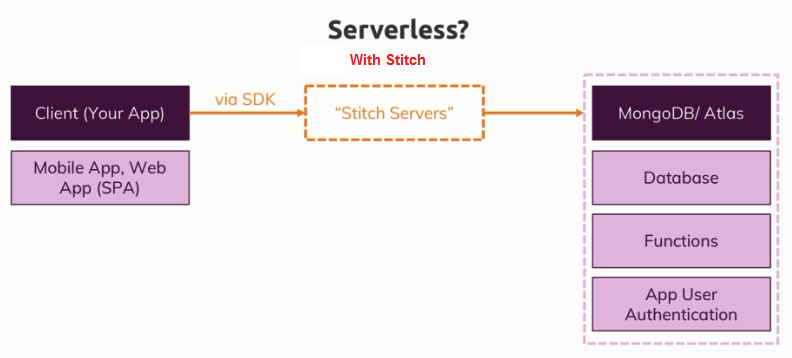 Serverless?
With Stitch
Client (Your App)
via SDK
“Stitch Servers”
MongoDB/ Atlas
Mobile App, Web
App (SPA)
Database
Functions
App User
Authentication